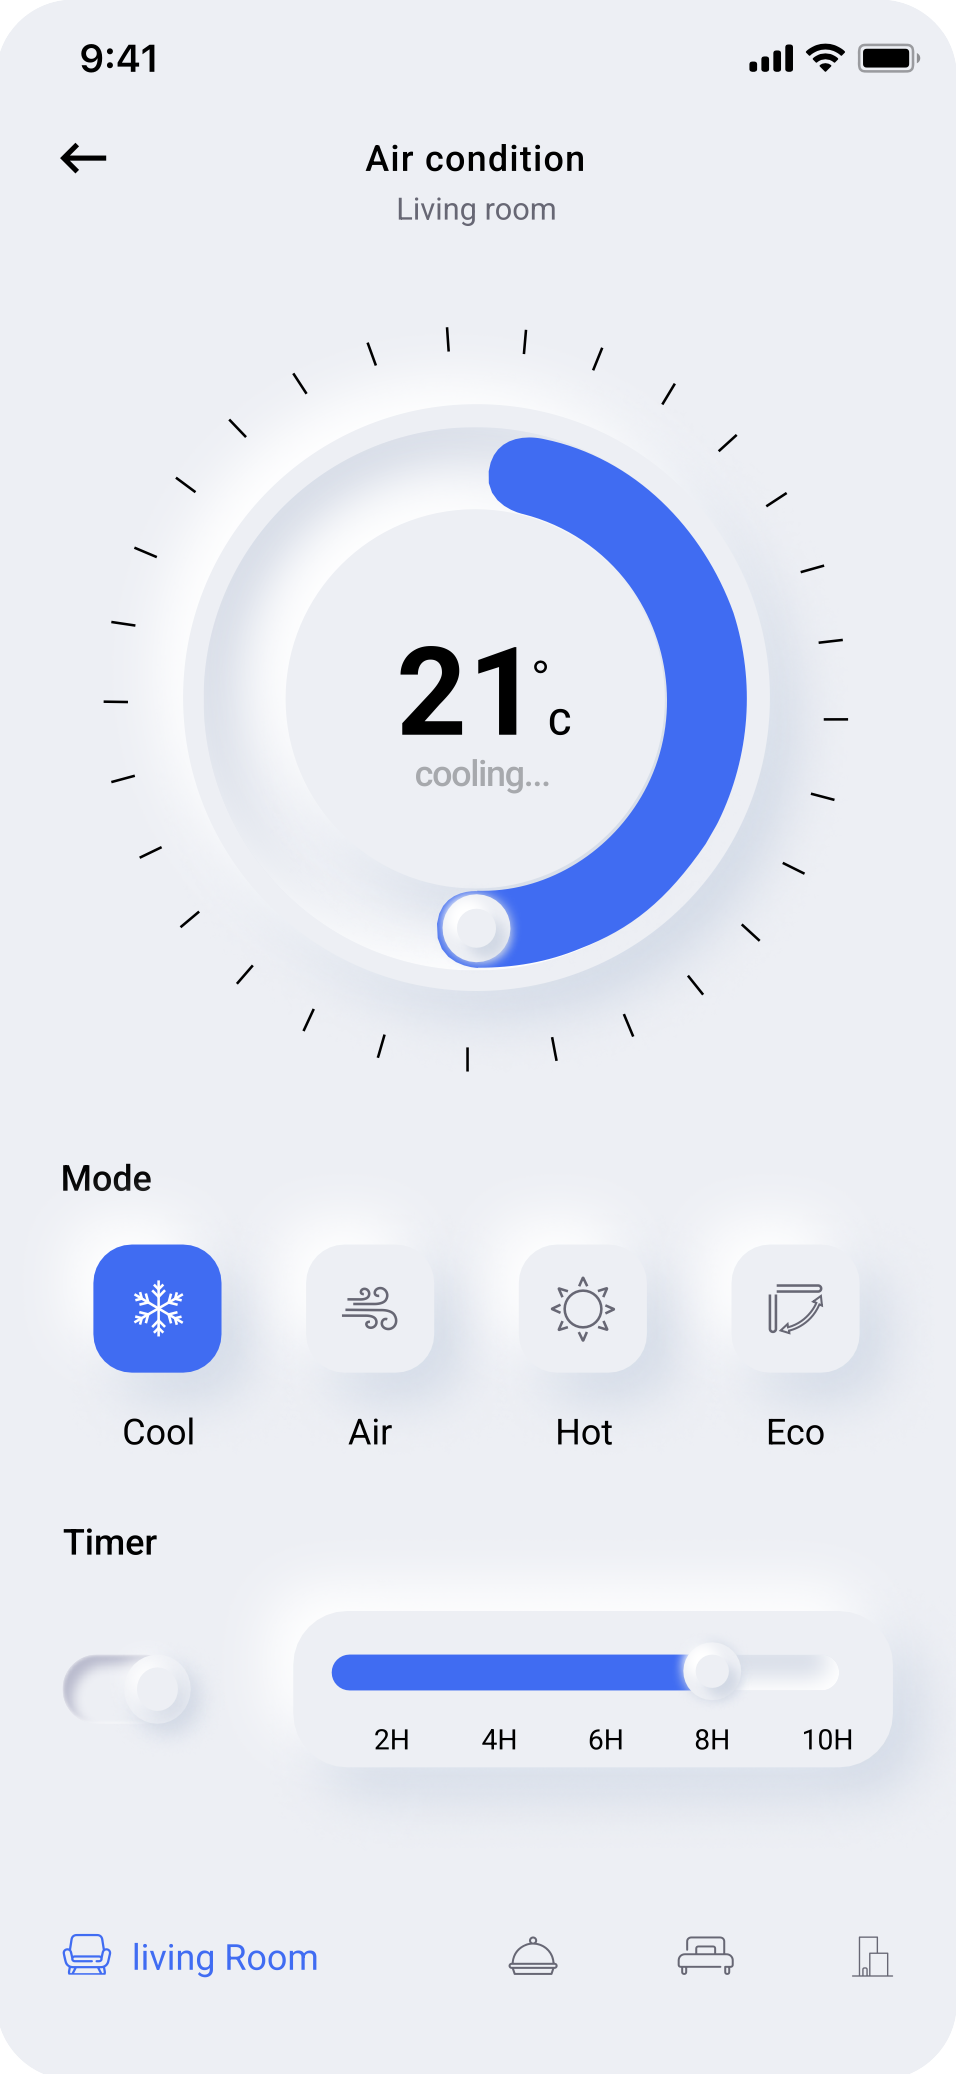 9:41
Air condition
Living room
21°C
cooling...
Mode
Cool Air Hot Eco
Timer
2H 4H 6H 8H 10H
living Room